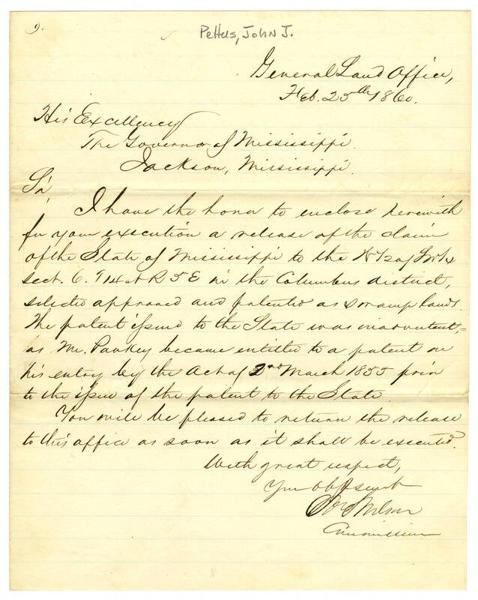 9.
Pettus, John J.
General Land Office,
Feb. 25th 1860.
His Excellency
The Governor of Mississippi.
Jackson, Mississippi.
Sir,
I have the honor to enclose herewith
for your execution a release of the claim
of the State of Mississippi to the N ½ of
sect. 6. T 14 R 5 E in the Columbus district,
selected approved and patented as swamp land.
The patent issued to the State was inadvertent,
as Mr. Pankey became entitled to a patent on
his entry by the Act of 2nd March 1855 prior
to the issue of the patent to the State.
You will be pleased to return the release
to this office as soon as it shall be executed.
With great respect,
Your obt servt
Wilson
Commissioner